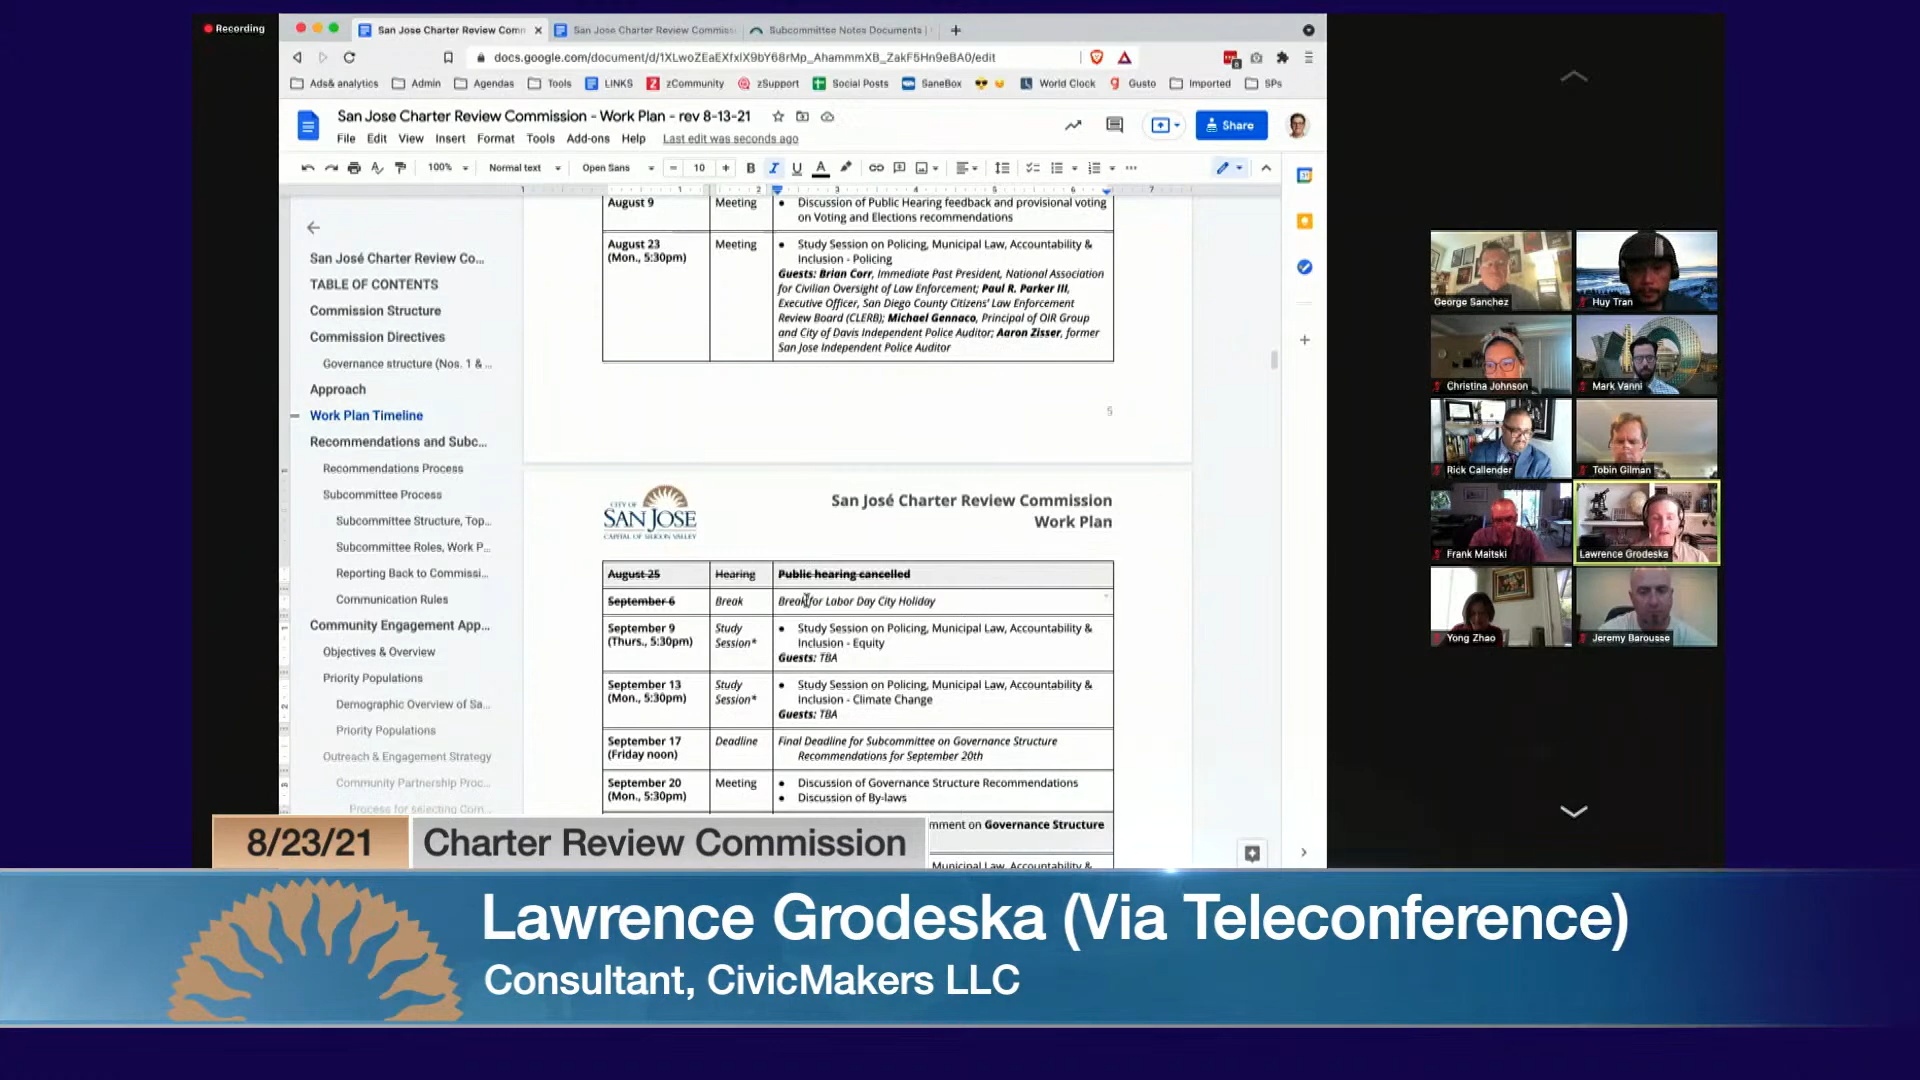 Recording
San Jose Charter Review Comm
San Jose Charter Review Commiss
Subcommittee Notes Documents |
docs.google.com/document/d/1XLwoZEaEXfxIX9bY68rMp_AhammmXB_ZakF5Hn9eBA0/edit
Ads& analytics
Admin
Agendas
Tools
LINKS
zCommunity
zSupport
Social Posts
SaneBox
World Clock
Gusto
Imported
SPs
San Jose Charter Review Commission - Work Plan - rev 8-13-21
File Edit View Insert Format Tools Add-ons Help Last edit was seconds ago
Share
100% Normal text Open Sans 10 B I U A
San José Charter Review Co...
TABLE OF CONTENTS
Commission Structure
Commission Directives
Governance structure (Nos. 1 & ...
Approach
Work Plan Timeline
Recommendations and Subc...
Recommendations Process
Subcommittee Process
Subcommittee Structure, Top...
Subcommittee Roles, Work P...
Reporting Back to Commissi...
Communication Rules
Community Engagement App...
Objectives & Overview
Priority Populations
Demographic Overview of Sa...
Priority Populations
Outreach & Engagement Strategy
Community Partnership Proc...
Process for selecting Com...
August 9 Meeting • Discussion of Public Hearing feedback and provisional voting
on Voting and Elections recommendations
August 23 Meeting • Study Session on Policing, Municipal Law, Accountability &
(Mon., 5:30pm) Inclusion - Policing
Guests: Brian Corr, Immediate Past President, National Association
for Civilian Oversight of Law Enforcement; Paul R. Parker III,
Executive Officer, San Diego County Citizens' Law Enforcement
Review Board (CLERB); Michael Gennaco, Principal of OIR Group
and City of Davis Independent Police Auditor; Aaron Zisser, former
San Jose Independent Police Auditor
5
CITY OF
SAN JOSE
CAPITAL OF SILICON VALLEY
San José Charter Review Commission
Work Plan
August 25 Hearing Public hearing cancelled
September 6 Break Break for Labor Day City Holiday
September 9 Study • Study Session on Policing, Municipal Law, Accountability &
(Thurs., 5:30pm) Session* Inclusion - Equity
Guests: TBA
September 13 Study • Study Session on Policing, Municipal Law, Accountability &
(Mon., 5:30pm) Session* Inclusion - Climate Change
Guests: TBA
September 17 Deadline Final Deadline for Subcommittee on Governance Structure
(Friday noon) Recommendations for September 20th
September 20 Meeting • Discussion of Governance Structure Recommendations
(Mon., 5:30pm) • Discussion of By-laws
mment on Governance Structure
Municipal Law, Accountability &
George Sanchez
Huy Tran
Christina Johnson
Mark Vanni
Rick Callender
Tobin Gilman
Frank Maitski
Lawrence Grodeska
Yong Zhao
Jeremy Barousse
8/23/21 Charter Review Commission
Lawrence Grodeska (Via Teleconference)
Consultant, CivicMakers LLC